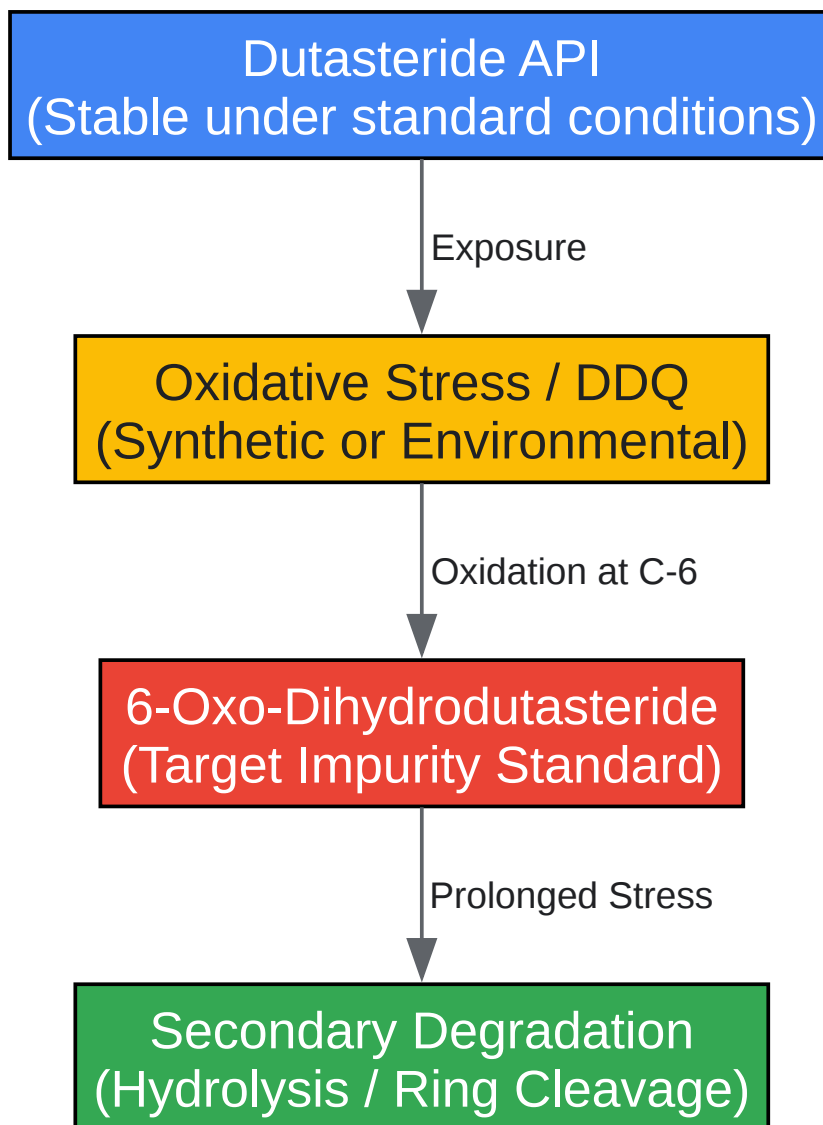 Dutasteride API
(Stable under standard conditions)
Exposure
Oxidative Stress / DDQ
(Synthetic or Environmental)
Oxidation at C-6
6-Oxo-Dihydrodutasteride
(Target Impurity Standard)
Prolonged Stress
Secondary Degradation
(Hydrolysis / Ring Cleavage)